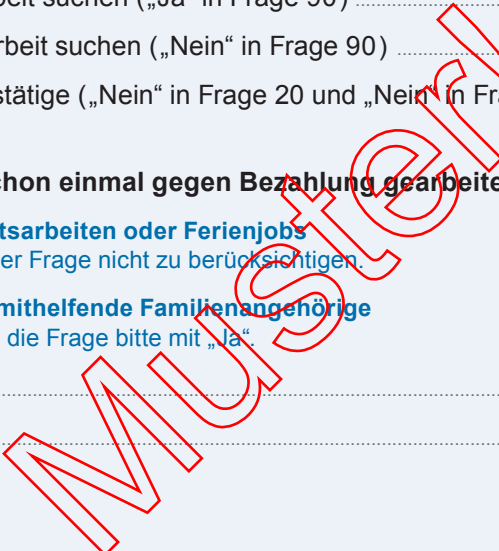 beit suchen („Ja“ in Frage 90)
rbeit suchen („Nein“ in Frage 90)
stätige („Nein“ in Frage 20 und „Nein“ in Fra
chon einmal gegen Bezahlung gearbeite
tsarbeiten oder Ferienjobs
er Frage nicht zu berücksichtigen.
mithelfende Familienangehörige
die Frage bitte mit „Ja“.
Muster